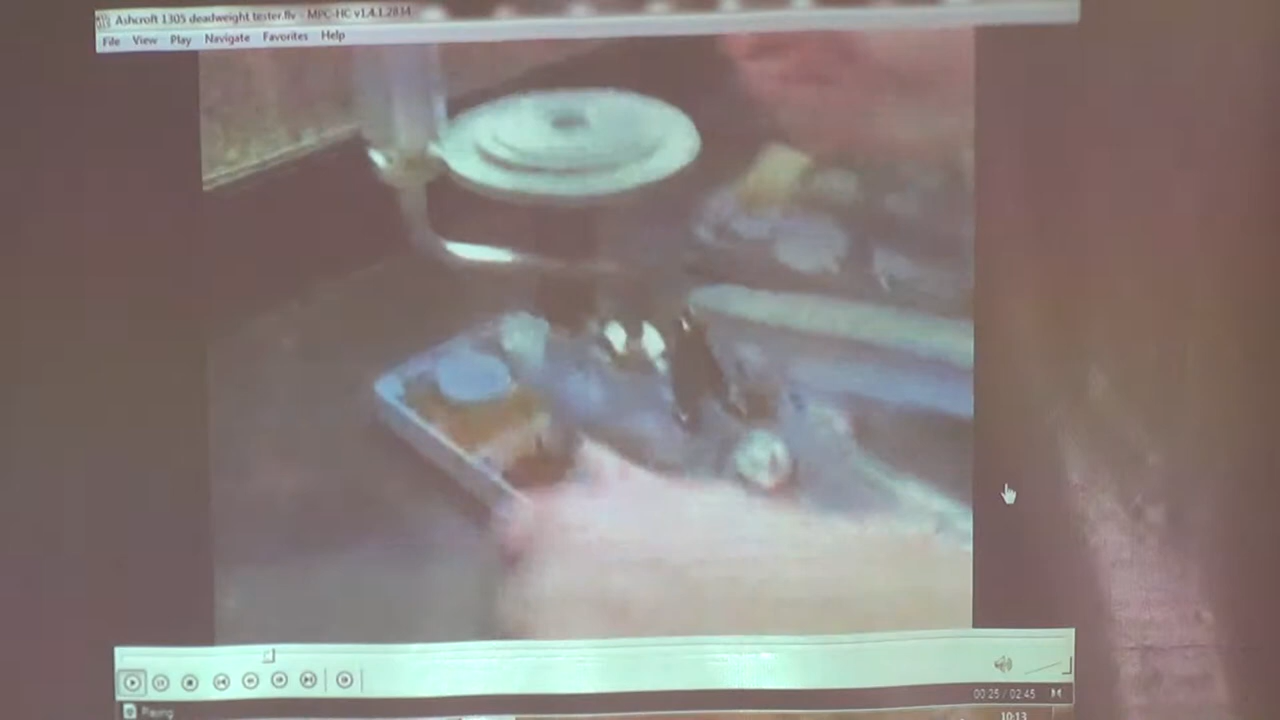 Ashcroft 1305 deadweight tester.flv - MPC-HC v1.4.1.2834
File View Play Navigate Favorites Help
00:25 / 02:45
Playing
10:13